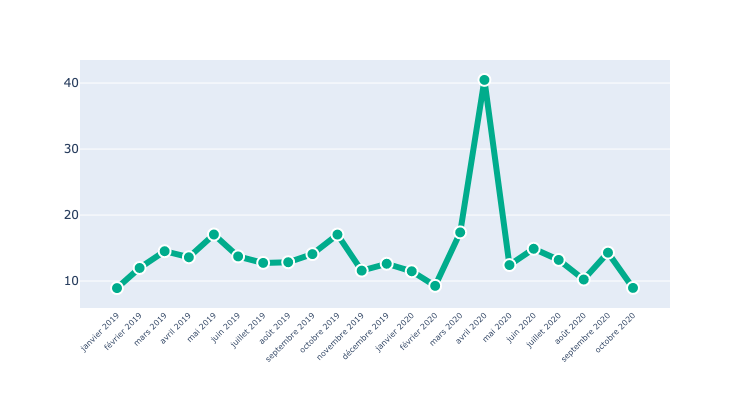 40
30
20
10
janvier 2019
février 2019
mars 2019
avril 2019
mai 2019
juin 2019
juillet 2019
août 2019
septembre 2019
octobre 2019
novembre 2019
décembre 2019
janvier 2020
février 2020
mars 2020
avril 2020
mai 2020
juin 2020
juillet 2020
août 2020
septembre 2020
octobre 2020